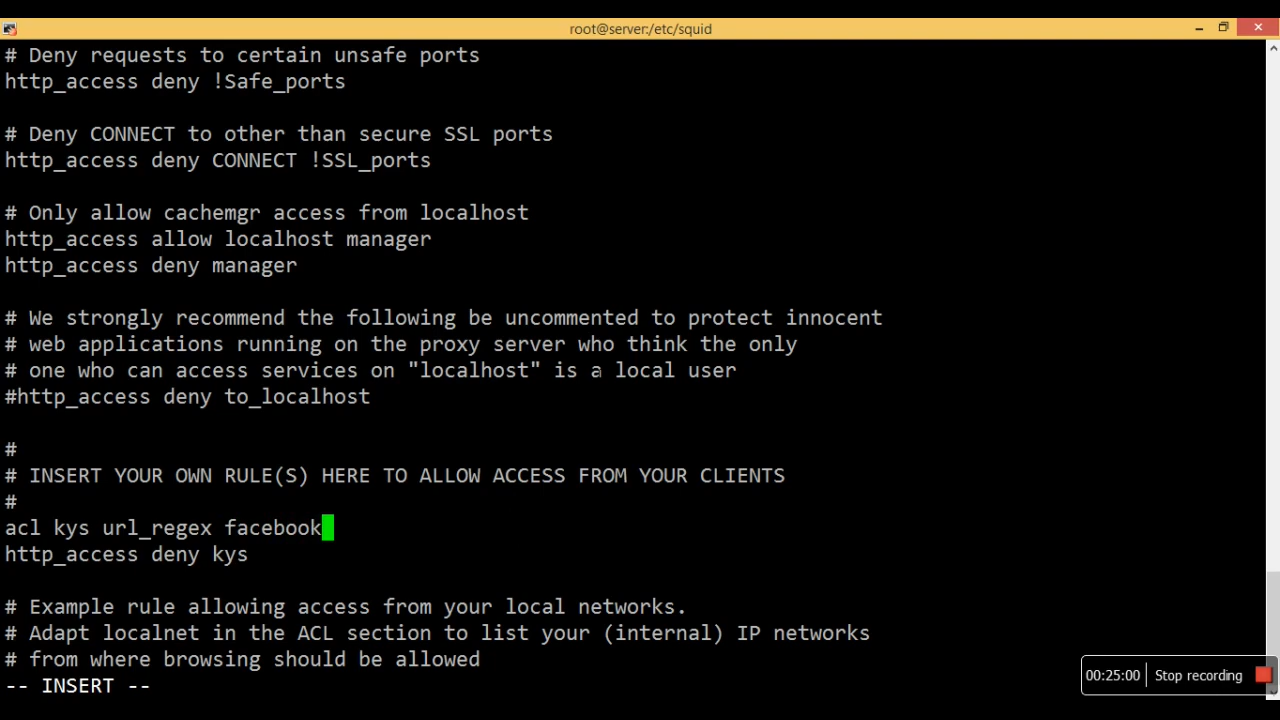 root@server:/etc/squid
# Deny requests to certain unsafe ports
http_access deny !Safe_ports
# Deny CONNECT to other than secure SSL ports
http_access deny CONNECT !SSL_ports
# Only allow cachemgr access from localhost
http_access allow localhost manager
http_access deny manager
# We strongly recommend the following be uncommented to protect innocent
# web applications running on the proxy server who think the only
# one who can access services on "localhost" is a local user
#http_access deny to_localhost
#
# INSERT YOUR OWN RULE(S) HERE TO ALLOW ACCESS FROM YOUR CLIENTS
#
acl kys url_regex facebook
http_access deny kys
# Example rule allowing access from your local networks.
# Adapt localnet in the ACL section to list your (internal) IP networks
# from where browsing should be allowed
-- INSERT --
00:25:00 Stop recording